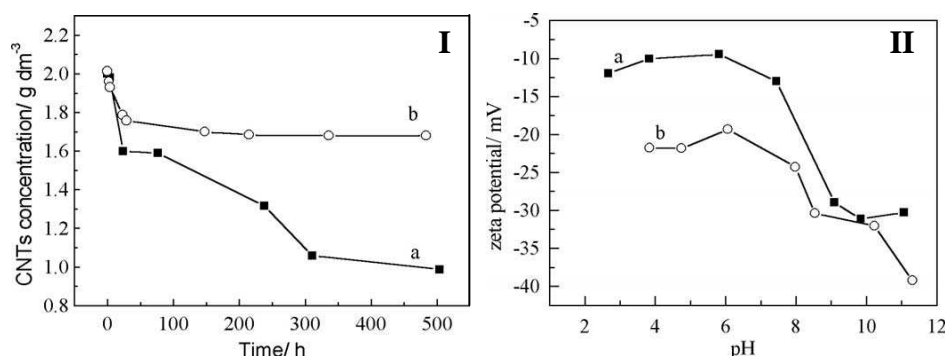 I
CNTs concentration/ g dm-3
2.2
2.0
1.8
1.6
1.4
1.2
1.0
0.8
b
a
0 100 200 300 400 500
Time/ h
II
zeta potential/ mV
-5
-10
-15
-20
-25
-30
-35
-40
a
b
2 4 6 8 10 12
pH